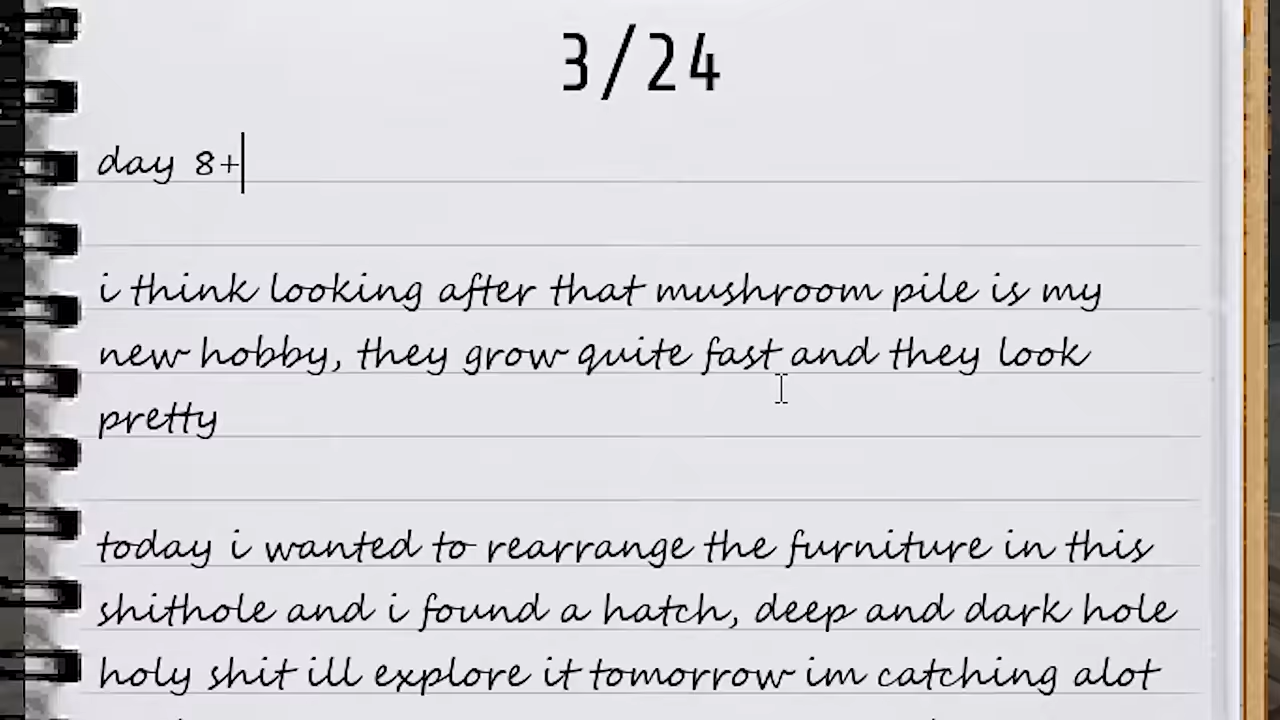 3/24
day 8+
i think looking after that mushroom pile is my
new hobby, they grow quite fast and they look
pretty
today i wanted to rearrange the furniture in this
shithole and i found a hatch, deep and dark hole
holy shit ill explore it tomorrow im catching alot